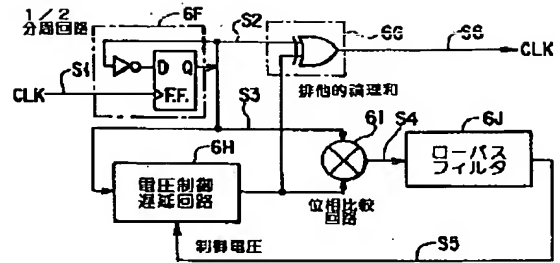 1/2
分周回路
6F
S2
6G
S6
CLK
S1
D Q
F.F.
CLK
排他的論理和
S3
6H
6I
S4
6J
電圧制御
遅延回路
ローパス
フィルタ
位相比較
回路
制御電圧
S5